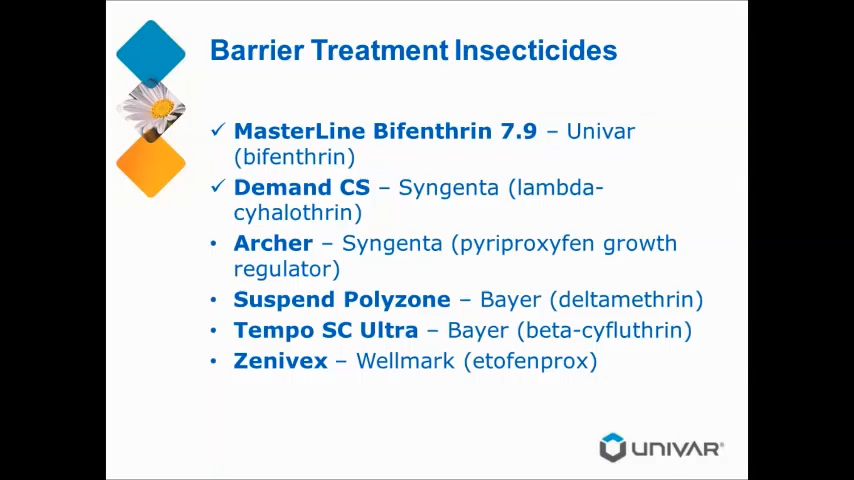 Barrier Treatment Insecticides
✓ MasterLine Bifenthrin 7.9 – Univar
(bifenthrin)
✓ Demand CS – Syngenta (lambda-
cyhalothrin)
• Archer – Syngenta (pyriproxyfen growth
regulator)
• Suspend Polyzone – Bayer (deltamethrin)
• Tempo SC Ultra – Bayer (beta-cyfluthrin)
• Zenivex – Wellmark (etofenprox)
UNIVAR®